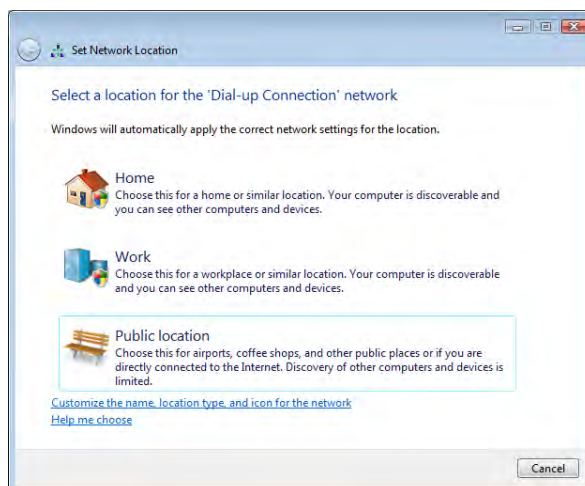 Set Network Location
Select a location for the 'Dial-up Connection' network
Windows will automatically apply the correct network settings for the location.
Home
Choose this for a home or similar location. Your computer is discoverable and
you can see other computers and devices.
Work
Choose this for a workplace or similar location. Your computer is discoverable
and you can see other computers and devices.
Public location
Choose this for airports, coffee shops, and other public places or if you are
directly connected to the Internet. Discovery of other computers and devices is
limited.
Customize the name, location type, and icon for the network
Help me choose
Cancel